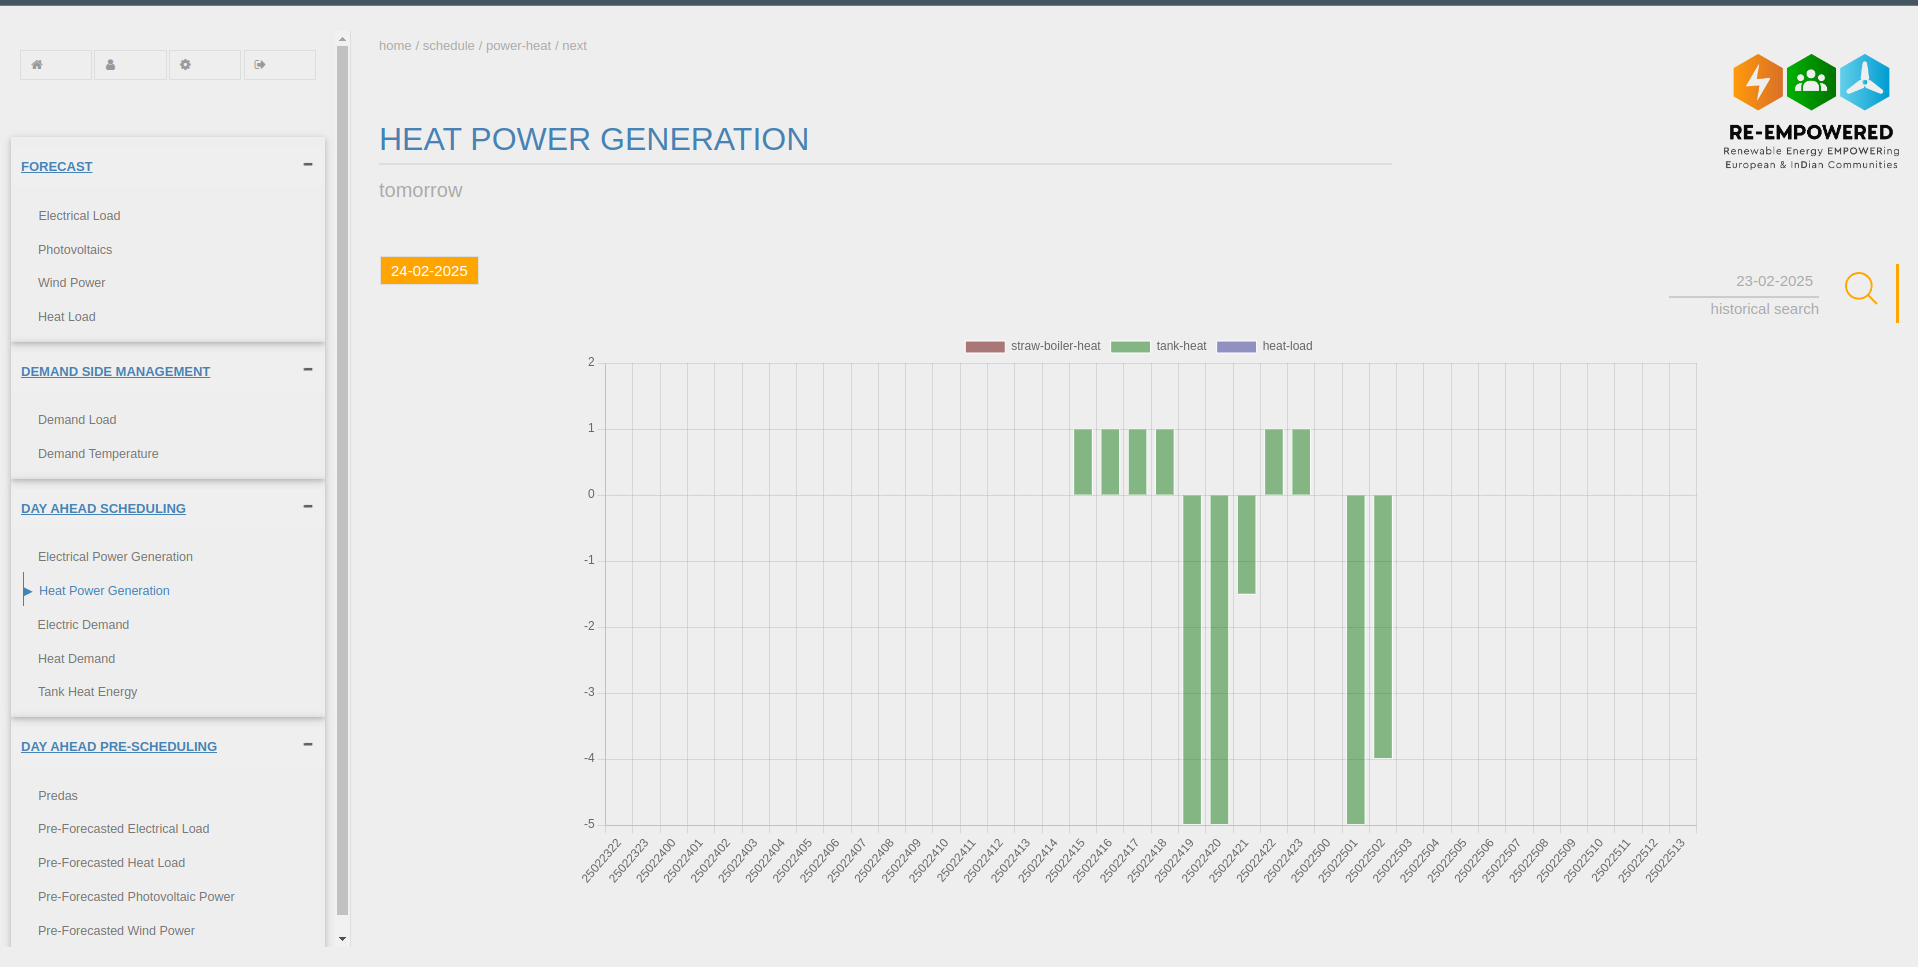 home / schedule / power-heat / next
RE-EMPOWERED
Renewable Energy EMPOWERing
European & InDian Communities
HEAT POWER GENERATION
tomorrow
24-02-2025
23-02-2025
historical search
FORECAST
Electrical Load
Photovoltaics
Wind Power
Heat Load
DEMAND SIDE MANAGEMENT
Demand Load
Demand Temperature
DAY AHEAD SCHEDULING
Electrical Power Generation
Heat Power Generation
Electric Demand
Heat Demand
Tank Heat Energy
DAY AHEAD PRE-SCHEDULING
Predas
Pre-Forecasted Electrical Load
Pre-Forecasted Heat Load
Pre-Forecasted Photovoltaic Power
Pre-Forecasted Wind Power
straw-boiler-heat tank-heat heat-load
2
1
0
-1
-2
-3
-4
-5
25022322 25022323 25022400 25022401 25022402 25022403 25022404 25022405 25022406 25022407 25022408 25022409 25022410 25022411 25022412 25022413 25022414 25022415 25022416 25022417 25022418 25022419 25022420 25022421 25022422 25022423 25022500 25022501 25022502 25022503 25022504 25022505 25022506 25022507 25022508 25022509 25022510 25022511 25022512 25022513